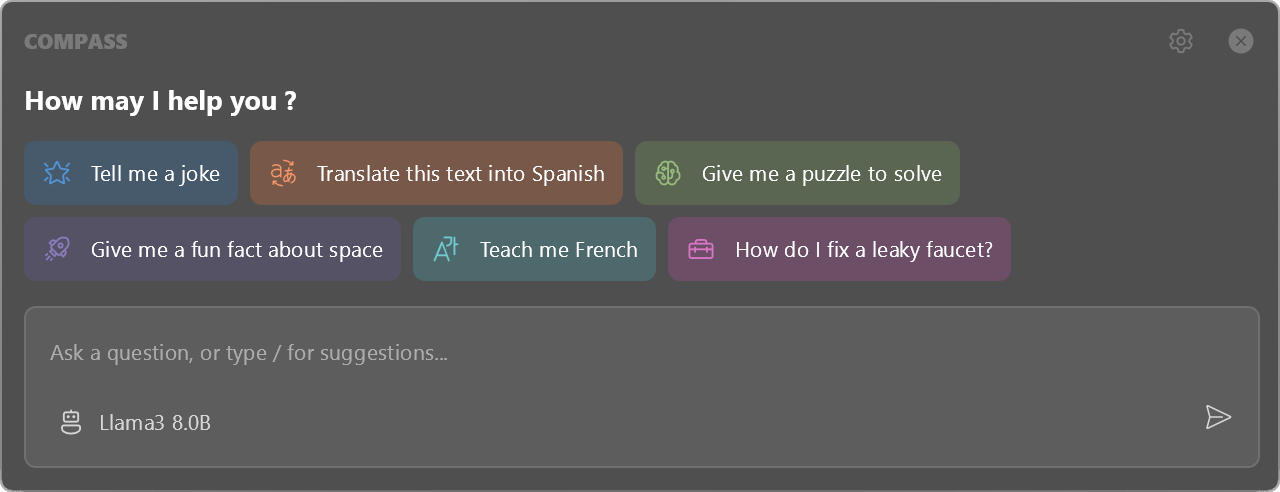 COMPASS
How may I help you ?
Tell me a joke
Translate this text into Spanish
Give me a puzzle to solve
Give me a fun fact about space
Teach me French
How do I fix a leaky faucet?
Ask a question, or type / for suggestions...
Llama3 8.0B